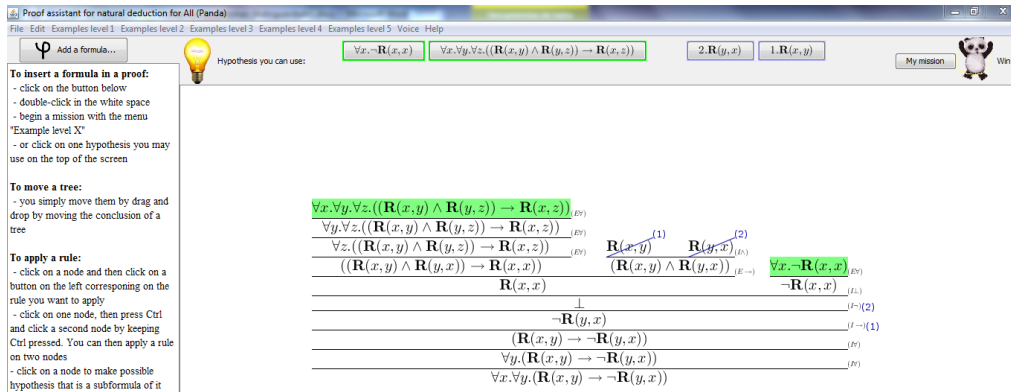 Proof assistant for natural deduction for All (Panda)
File Edit Examples level 1 Examples level 2 Examples level 3 Examples level 4 Examples level 5 Voice Help
φ Add a formula...
Hypothesis you can use:
∀x.¬R(x,x)
∀x.∀y.∀z.((R(x,y) ∧ R(y,z)) → R(x,z))
2.R(y,x)
1.R(x,y)
My mission
Win
To insert a formula in a proof:
- click on the button below
- double-click in the white space
- begin a mission with the menu
"Example level X"
- or click on one hypothesis you may
use on the top of the screen
To move a tree:
- you simply move them by drag and
drop by moving the conclusion of a
tree
To apply a rule:
- click on a node and then click on a
button on the left corresponing on the
rule you want to apply
- click on one node, then press Ctrl
and click a second node by keeping
Ctrl pressed. You can then apply a rule
on two nodes
- click on a node to make possible
hypothesis that is a subformula of it
∀x.∀y.∀z.((R(x,y) ∧ R(y,z)) → R(x,z)) (E∀)
∀y.∀z.((R(x,y) ∧ R(y,z)) → R(x,z)) (E∀)
∀z.((R(x,y) ∧ R(y,z)) → R(x,z)) (E∀) R(x,y) (1) R(y,x) (2) (I∧)
((R(x,y) ∧ R(y,x)) → R(x,x)) (R(x,y) ∧ R(y,x)) (E→) ∀x.¬R(x,x) (E∀)
R(x,x) ¬R(x,x) (I⊥)
⊥ (I¬)(2)
¬R(y,x) (I→)(1)
(R(x,y) → ¬R(y,x)) (I∀)
∀y.(R(x,y) → ¬R(y,x)) (I∀)
∀x.∀y.(R(x,y) → ¬R(y,x))